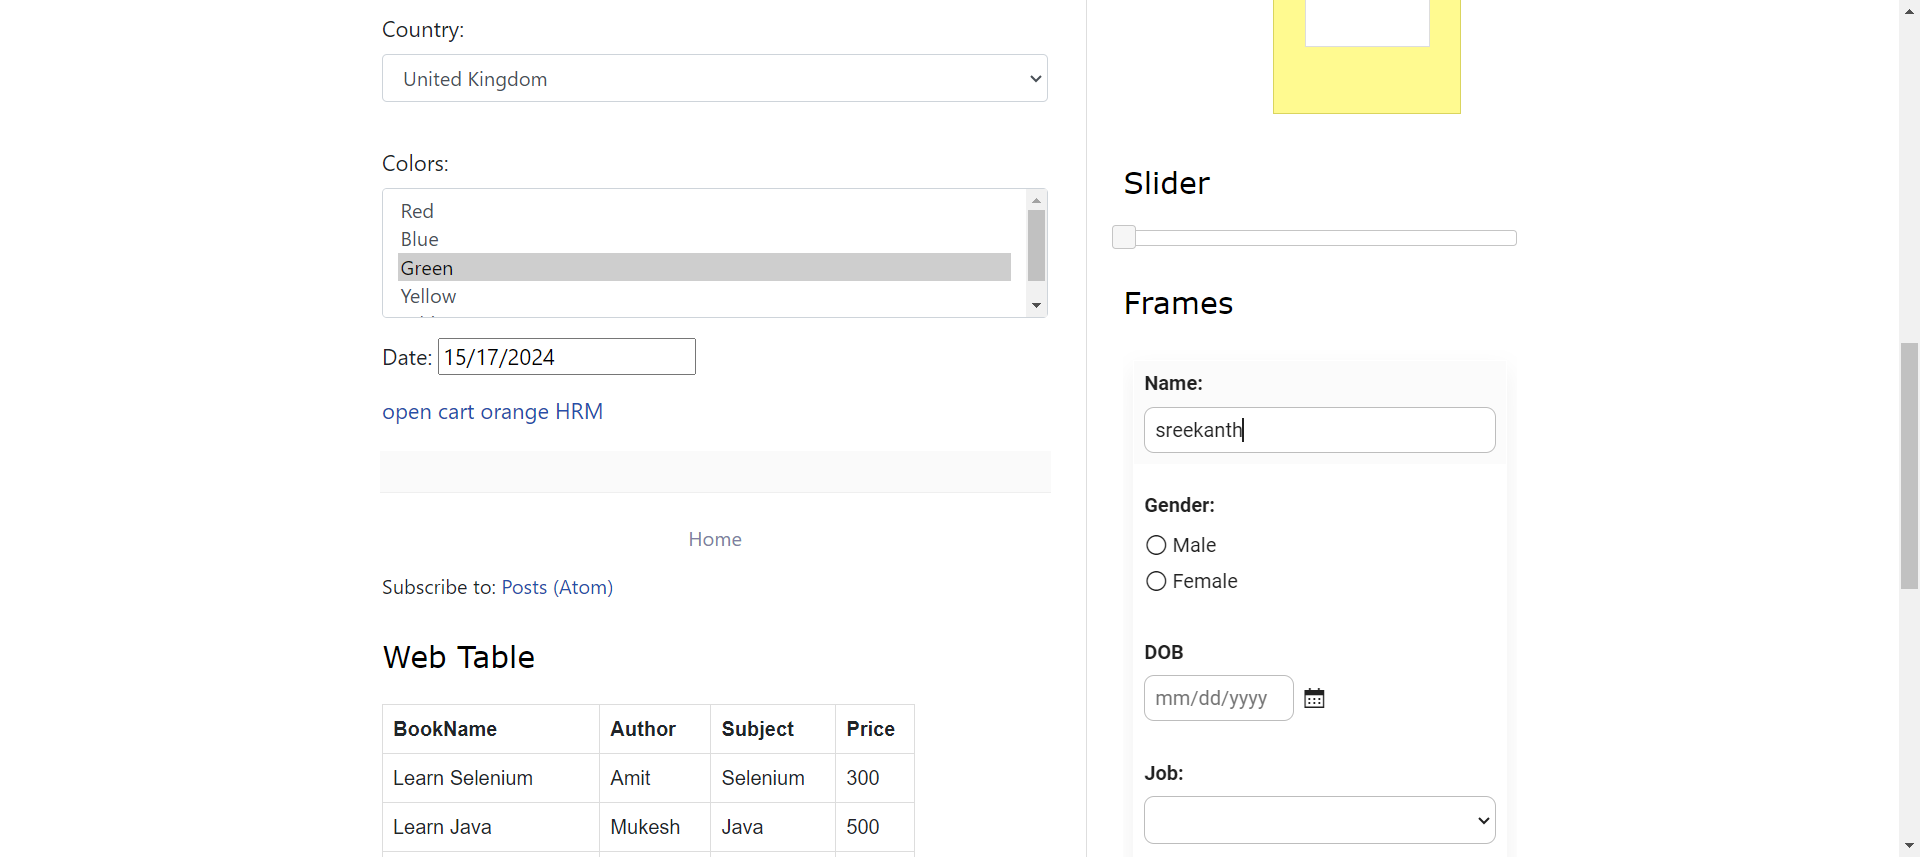 Country:
United Kingdom
Colors:
Red
Blue
Green
Yellow
Date: 15/17/2024
open cart orange HRM
Home
Subscribe to: Posts (Atom)
Web Table
BookName Author Subject Price
Learn Selenium Amit Selenium 300
Learn Java Mukesh Java 500
Slider
Frames
Name:
sreekanth
Gender:
Male
Female
DOB
mm/dd/yyyy
Job: